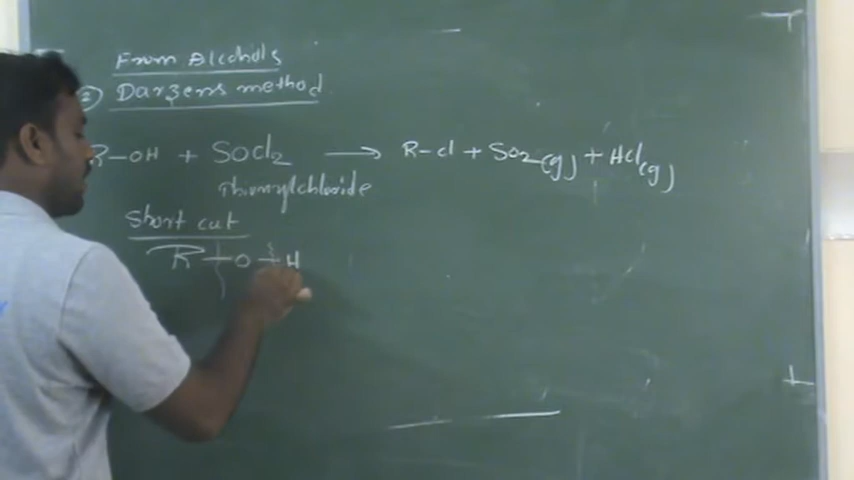 From Alcohols
② Darzens method
R-OH + SOCl2 → R-Cl + SO2(g) + HCl(g)
Thionylchloride
Short cut
R-O-H